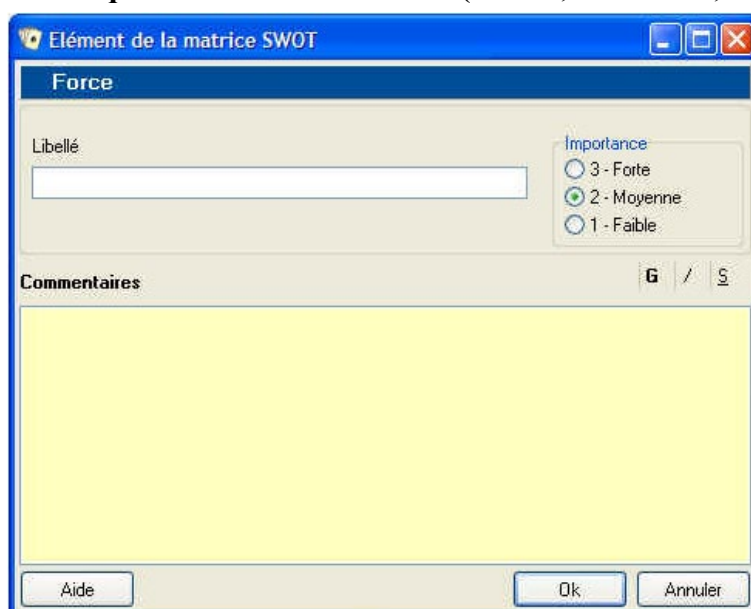 Elément de la matrice SWOT
Force
Libellé
Importance
3 - Forte
2 - Moyenne
1 - Faible
Commentaires
G / S
Aide
Ok
Annuler